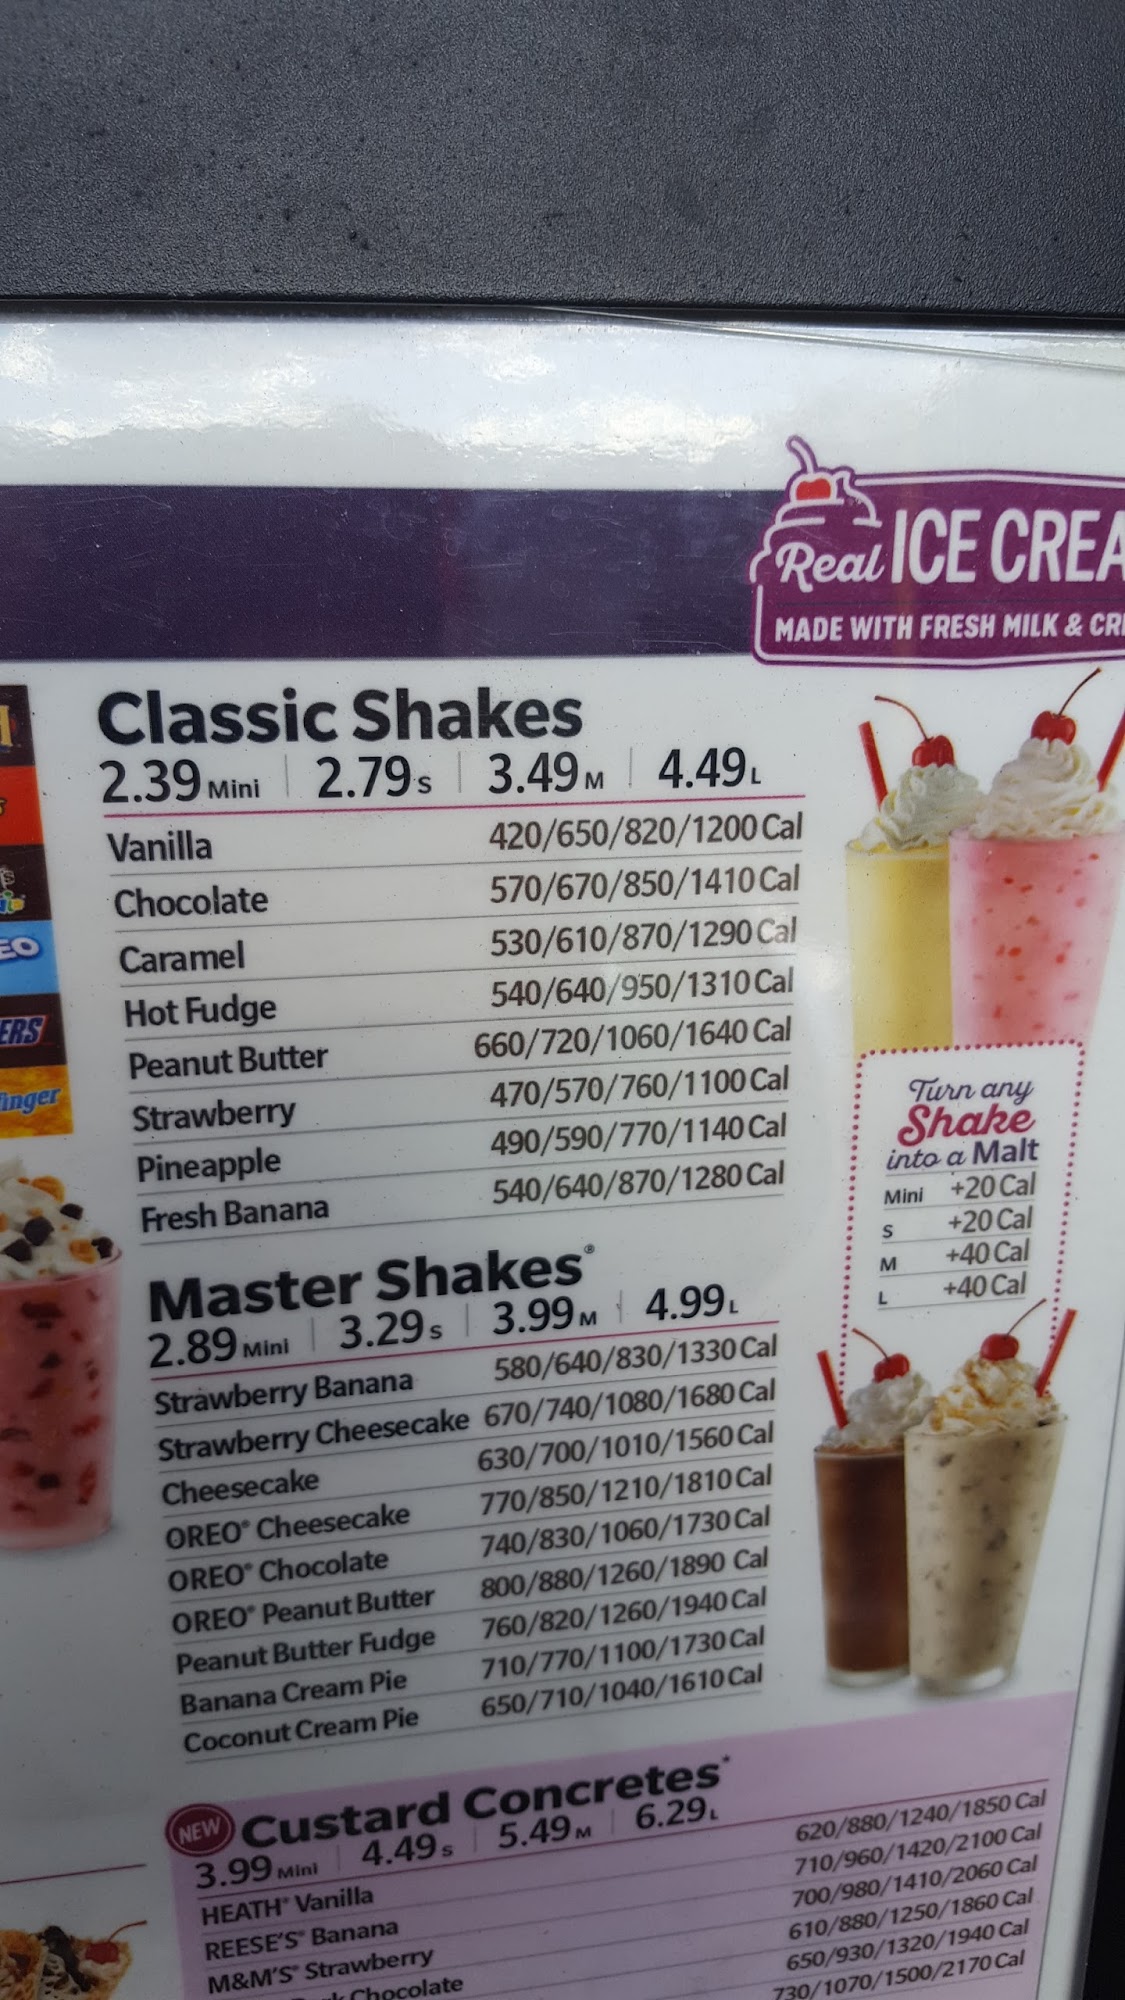 Real ICE CREA
MADE WITH FRESH MILK & CRE
Classic Shakes
2.39 Mini | 2.79 S | 3.49 M | 4.49 L
Vanilla 420/650/820/1200 Cal
Chocolate 570/670/850/1410 Cal
Caramel 530/610/870/1290 Cal
Hot Fudge 540/640/950/1310 Cal
Peanut Butter 660/720/1060/1640 Cal
Strawberry 470/570/760/1100 Cal
Pineapple 490/590/770/1140 Cal
Fresh Banana 540/640/870/1280 Cal
EO
ERS
finger
Turn any
Shake
into a Malt
Mini +20 Cal
S +20 Cal
M +40 Cal
L +40 Cal
Master Shakes®
2.89 Mini | 3.29 S | 3.99 M | 4.99 L
Strawberry Banana 580/640/830/1330 Cal
Strawberry Cheesecake 670/740/1080/1680 Cal
Cheesecake 630/700/1010/1560 Cal
OREO® Cheesecake 770/850/1210/1810 Cal
OREO® Chocolate 740/830/1060/1730 Cal
OREO® Peanut Butter 800/880/1260/1890 Cal
Peanut Butter Fudge 760/820/1260/1940 Cal
Banana Cream Pie 710/770/1100/1730 Cal
Coconut Cream Pie 650/710/1040/1610 Cal
NEW Custard Concretes*
3.99 Mini | 4.49 S | 5.49 M | 6.29 L
HEATH® Vanilla 620/880/1240/1850 Cal
REESE'S® Banana 710/960/1420/2100 Cal
M&M'S® Strawberry 700/980/1410/2060 Cal
Chocolate 610/880/1250/1860 Cal
650/930/1320/1940 Cal
730/1070/1500/2170 Cal